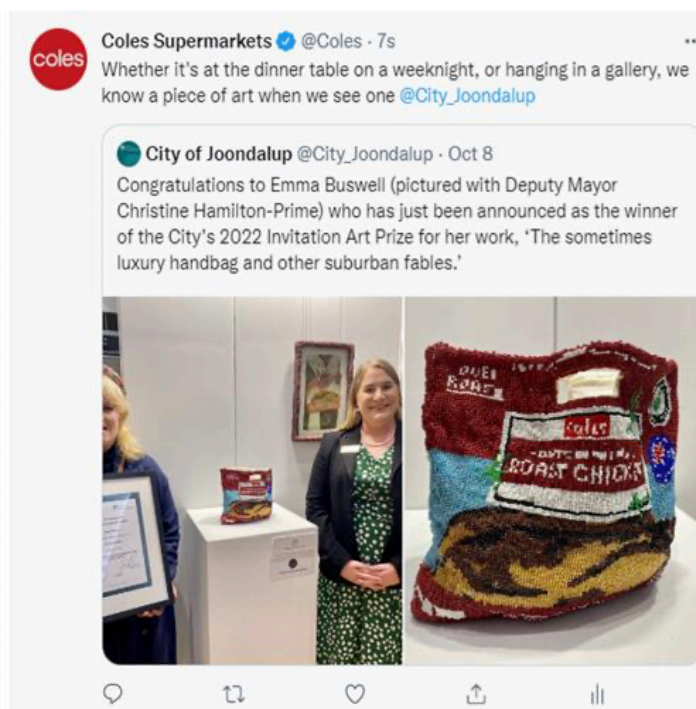 coles
Coles Supermarkets @Coles · 7s
Whether it's at the dinner table on a weeknight, or hanging in a gallery, we
know a piece of art when we see one @City_Joondalup
City of Joondalup @City_Joondalup · Oct 8
Congratulations to Emma Buswell (pictured with Deputy Mayor
Christine Hamilton-Prime) who has just been announced as the winner
of the City's 2022 Invitation Art Prize for her work, ‘The sometimes
luxury handbag and other suburban fables.’
coles
ROAST CHICK